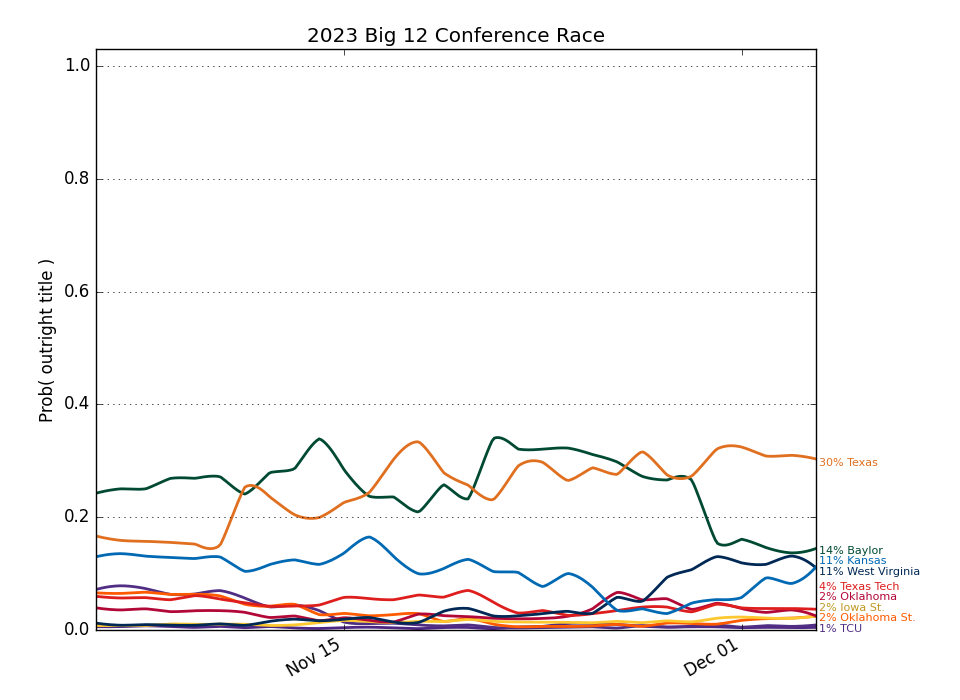 2023 Big 12 Conference Race
Prob( outright title )
1.0
0.8
0.6
0.4
0.2
0.0
Nov 15
Dec 01
30% Texas
14% Baylor
11% Kansas
11% West Virginia
4% Texas Tech
2% Oklahoma
2% Iowa St.
2% Oklahoma St.
1% TCU